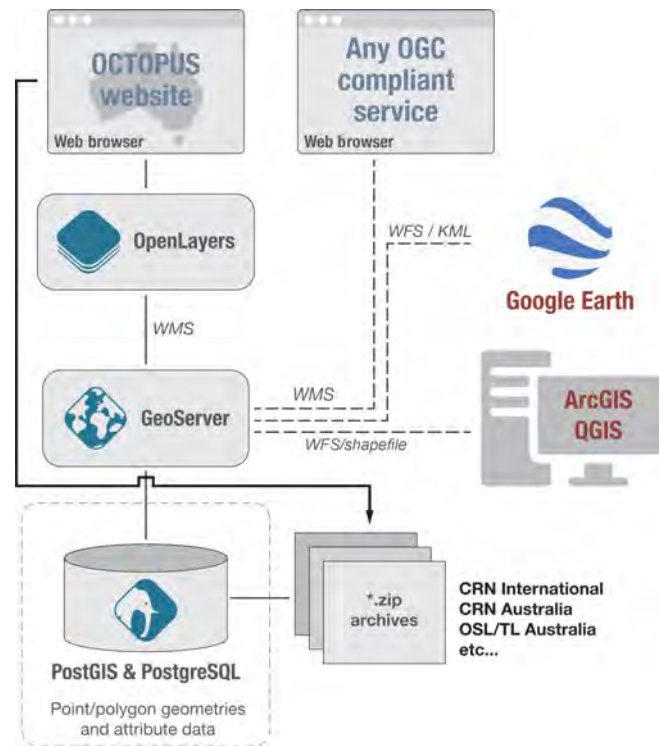 OCTOPUS
website
Web browser
Any OGC
compliant
service
Web browser
OpenLayers
WFS / KML
Google Earth
WMS
GeoServer
WMS
ArcGIS
QGIS
WFS/shapefile
*.zip
archives
CRN International
CRN Australia
OSL/TL Australia
etc...
PostGIS & PostgreSQL
Point/polygon geometries
and attribute data